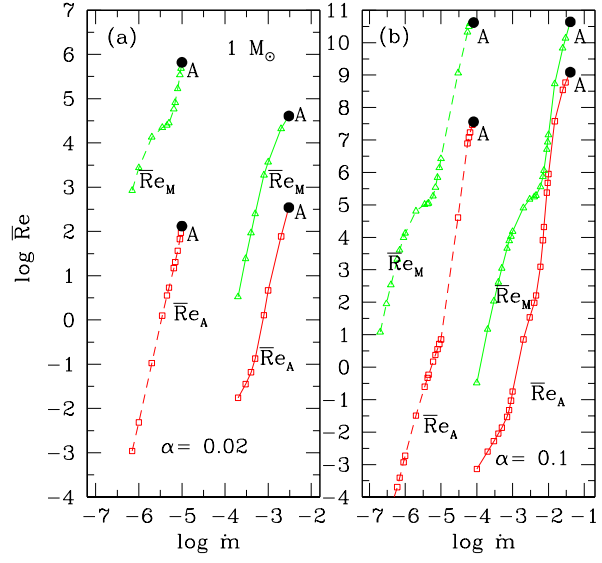 (a)
1 M⊙
A
A
R̅e_M
R̅e_M
A
A
R̅e_A
R̅e_A
α= 0.02
7
6
5
4
3
2
1
0
−1
−2
−3
−4
−7 −6 −5 −4 −3 −2
log ṁ
log R̅e
(b)
A
A
A
A
R̅e_M
R̅e_M
R̅e_A
R̅e_A
α= 0.1
11
10
9
8
7
6
5
4
3
2
1
0
−1
−2
−3
−4
−7 −6 −5 −4 −3 −2 −1
log ṁ